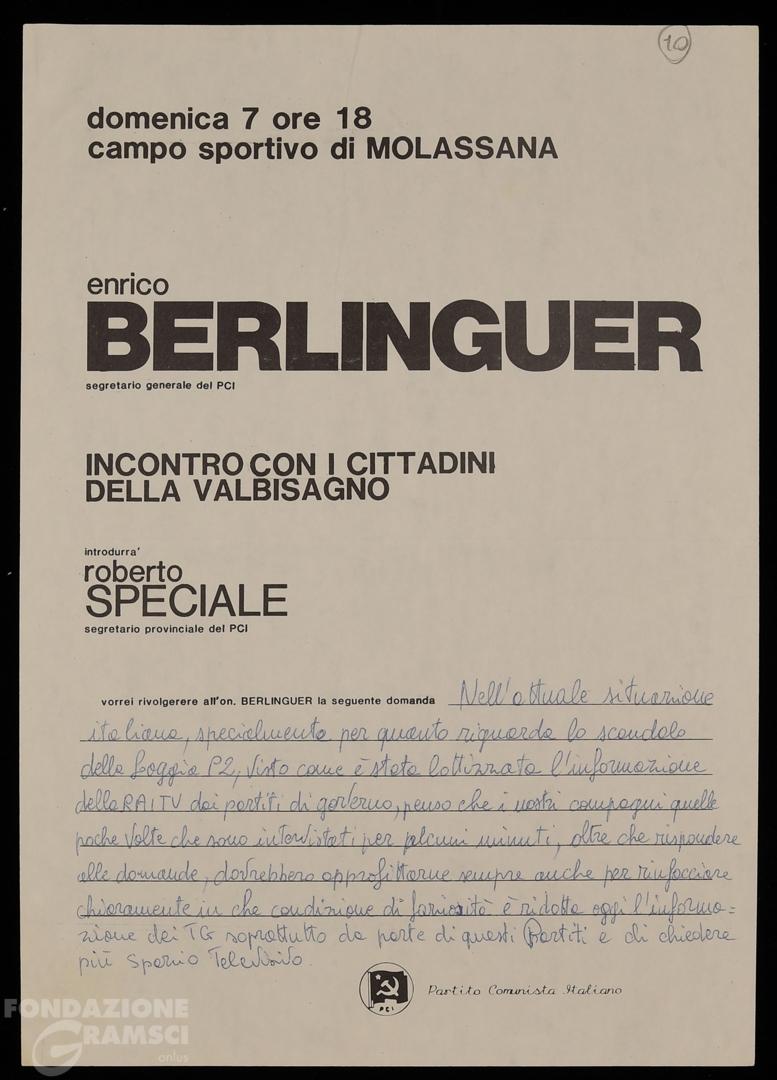 10
domenica 7 ore 18
campo sportivo di MOLASSANA
enrico
BERLINGUER
segretario generale del PCI
INCONTRO CON I CITTADINI
DELLA VALBISAGNO
introdurra'
roberto
SPECIALE
segretario provinciale del PCI
vorrei rivolgerere all'on. BERLINGUER la seguente domanda Nell'attuale situazione
italiana, specialmente per quanto riguarda lo scandalo
della Loggia P2, Visto come è stata lottizzata l'informazione
della RAI TV dai partiti di governo, penso che i nostri compagni quelle
poche Volte che sono intervistati per alcuni minuti, oltre che rispondere
alle domande, dovrebbero approfittarne sempre anche per rinfacciare
chiaramente in che condizione di faziosità è ridotta oggi l'informa=
zione dei TG soprattutto da parte di questi Partiti e di chiedere
più spazio Televisivo.
PCI
Partito Comunista Italiano
FONDAZIONE
GRAMSCI
onlus